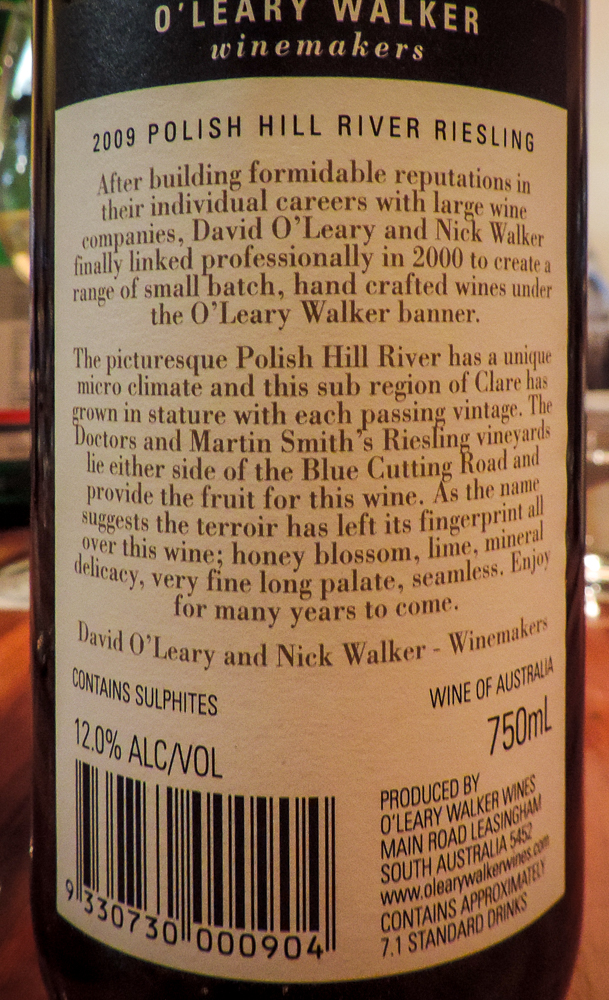 O'LEARY WALKER
winemakers
2009 POLISH HILL RIVER RIESLING
After building formidable reputations in
their individual careers with large wine
companies, David O'Leary and Nick Walker
finally linked professionally in 2000 to create a
range of small batch, hand crafted wines under
the O'Leary Walker banner.
The picturesque Polish Hill River has a unique
micro climate and this sub region of Clare has
grown in stature with each passing vintage. The
Doctors and Martin Smith's Riesling vineyards
lie either side of the Blue Cutting Road and
provide the fruit for this wine. As the name
suggests the terroir has left its fingerprint all
over this wine; honey blossom, lime, mineral
delicacy, very fine long palate, seamless. Enjoy
for many years to come.
David O'Leary and Nick Walker - Winemakers
CONTAINS SULPHITES
12.0% ALC/VOL
WINE OF AUSTRALIA
750mL
PRODUCED BY
O'LEARY WALKER WINES
MAIN ROAD LEASINGHAM
SOUTH AUSTRALIA 5452
www.olearywalkerwines.com
CONTAINS APPROXIMATELY
7.1 STANDARD DRINKS
9 330730 000904